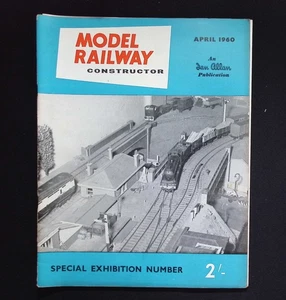 MODEL
RAILWAY
CONSTRUCTOR
APRIL 1960
An
Ian Allan
Publication
SPECIAL EXHIBITION NUMBER
2/-